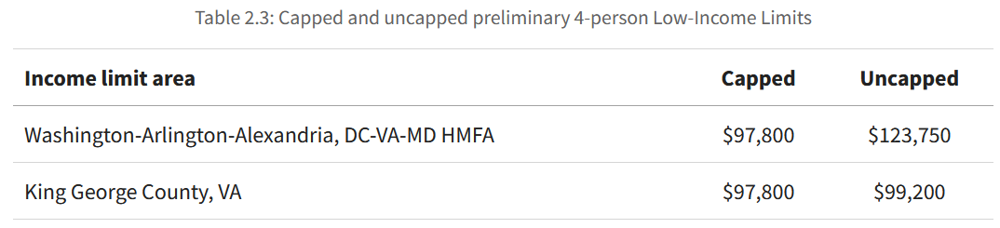 Table 2.3: Capped and uncapped preliminary 4-person Low-Income Limits
Income limit area Capped Uncapped
Washington-Arlington-Alexandria, DC-VA-MD HMFA $97,800 $123,750
King George County, VA $97,800 $99,200